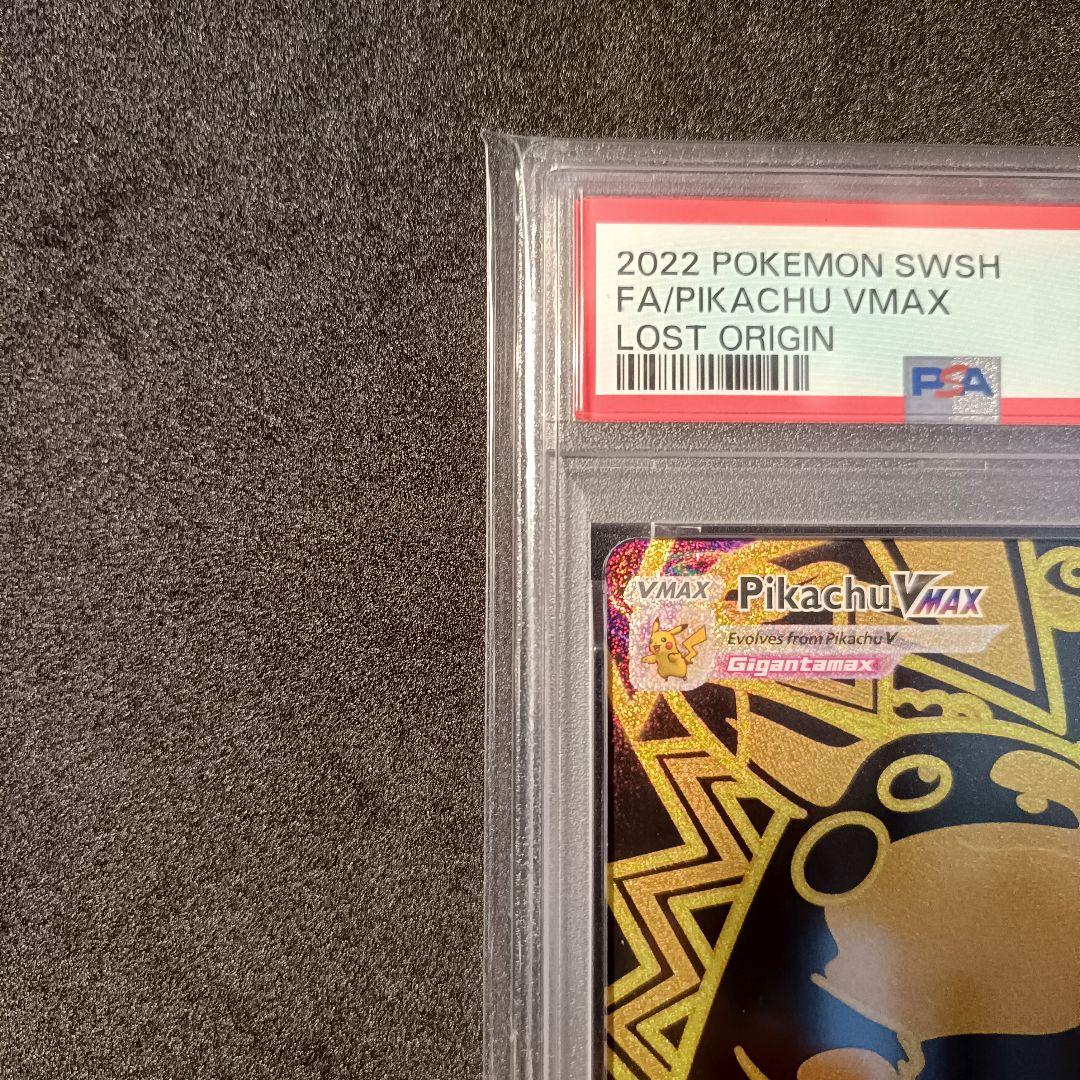 2022 POKEMON SWSH
FA/PIKACHU VMAX
LOST ORIGIN
PSA
VMAX Pikachu VMAX
Evolves from Pikachu V
Gigantamax